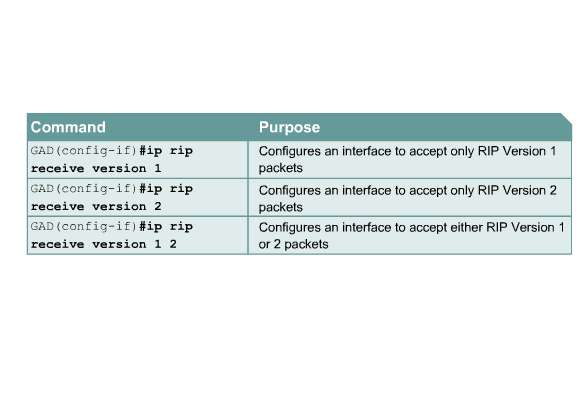 Command Purpose
GAD(config-if)#ip rip
receive version 1
Configures an interface to accept only RIP Version 1
packets
GAD(config-if)#ip rip
receive version 2
Configures an interface to accept only RIP Version 2
packets
GAD(config-if)#ip rip
receive version 1 2
Configures an interface to accept either RIP Version 1
or 2 packets